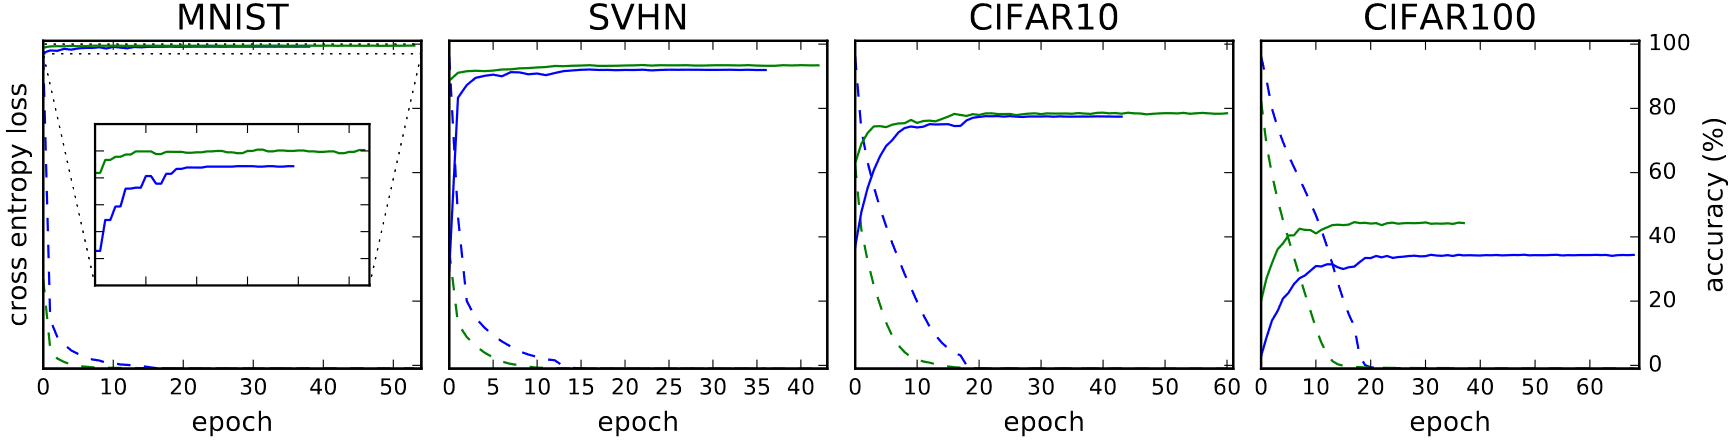 MNIST SVHN CIFAR10 CIFAR100
cross entropy loss
100
80
60
40
20
0
accuracy (%)
0 10 20 30 40 50
0 5 10 15 20 25 30 35 40
0 10 20 30 40 50 60
0 10 20 30 40 50 60
epoch epoch epoch epoch